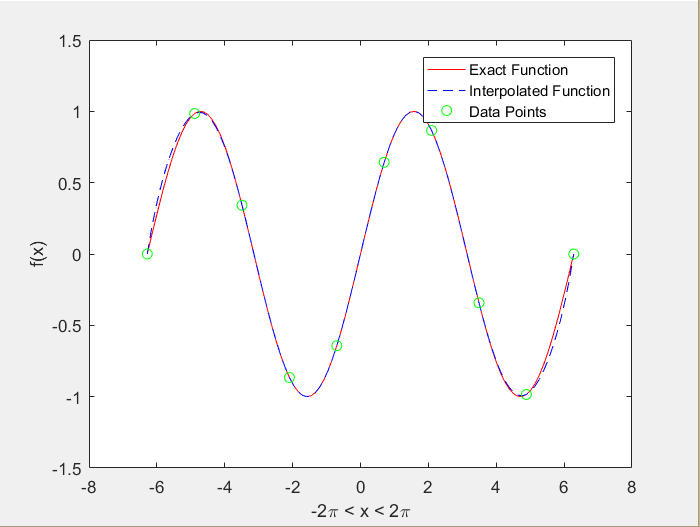 1.5
1
0.5
0
-0.5
-1
-1.5
f(x)
Exact Function
Interpolated Function
Data Points
-8 -6 -4 -2 0 2 4 6 8
-2π < x < 2π